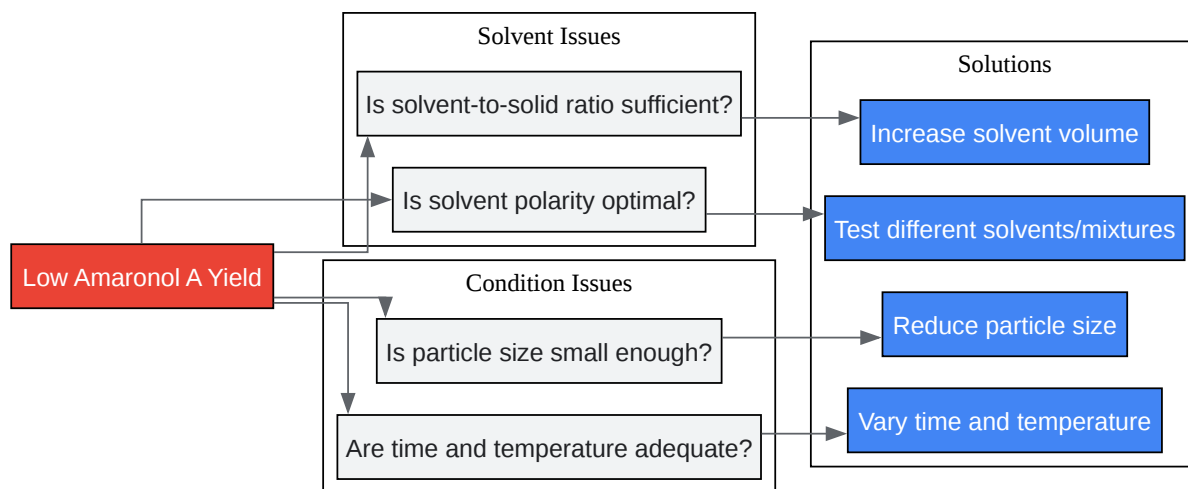 Solvent Issues
Is solvent-to-solid ratio sufficient?
Is solvent polarity optimal?
Low Amaronol A Yield
Condition Issues
Is particle size small enough?
Are time and temperature adequate?
Solutions
Increase solvent volume
Test different solvents/mixtures
Reduce particle size
Vary time and temperature